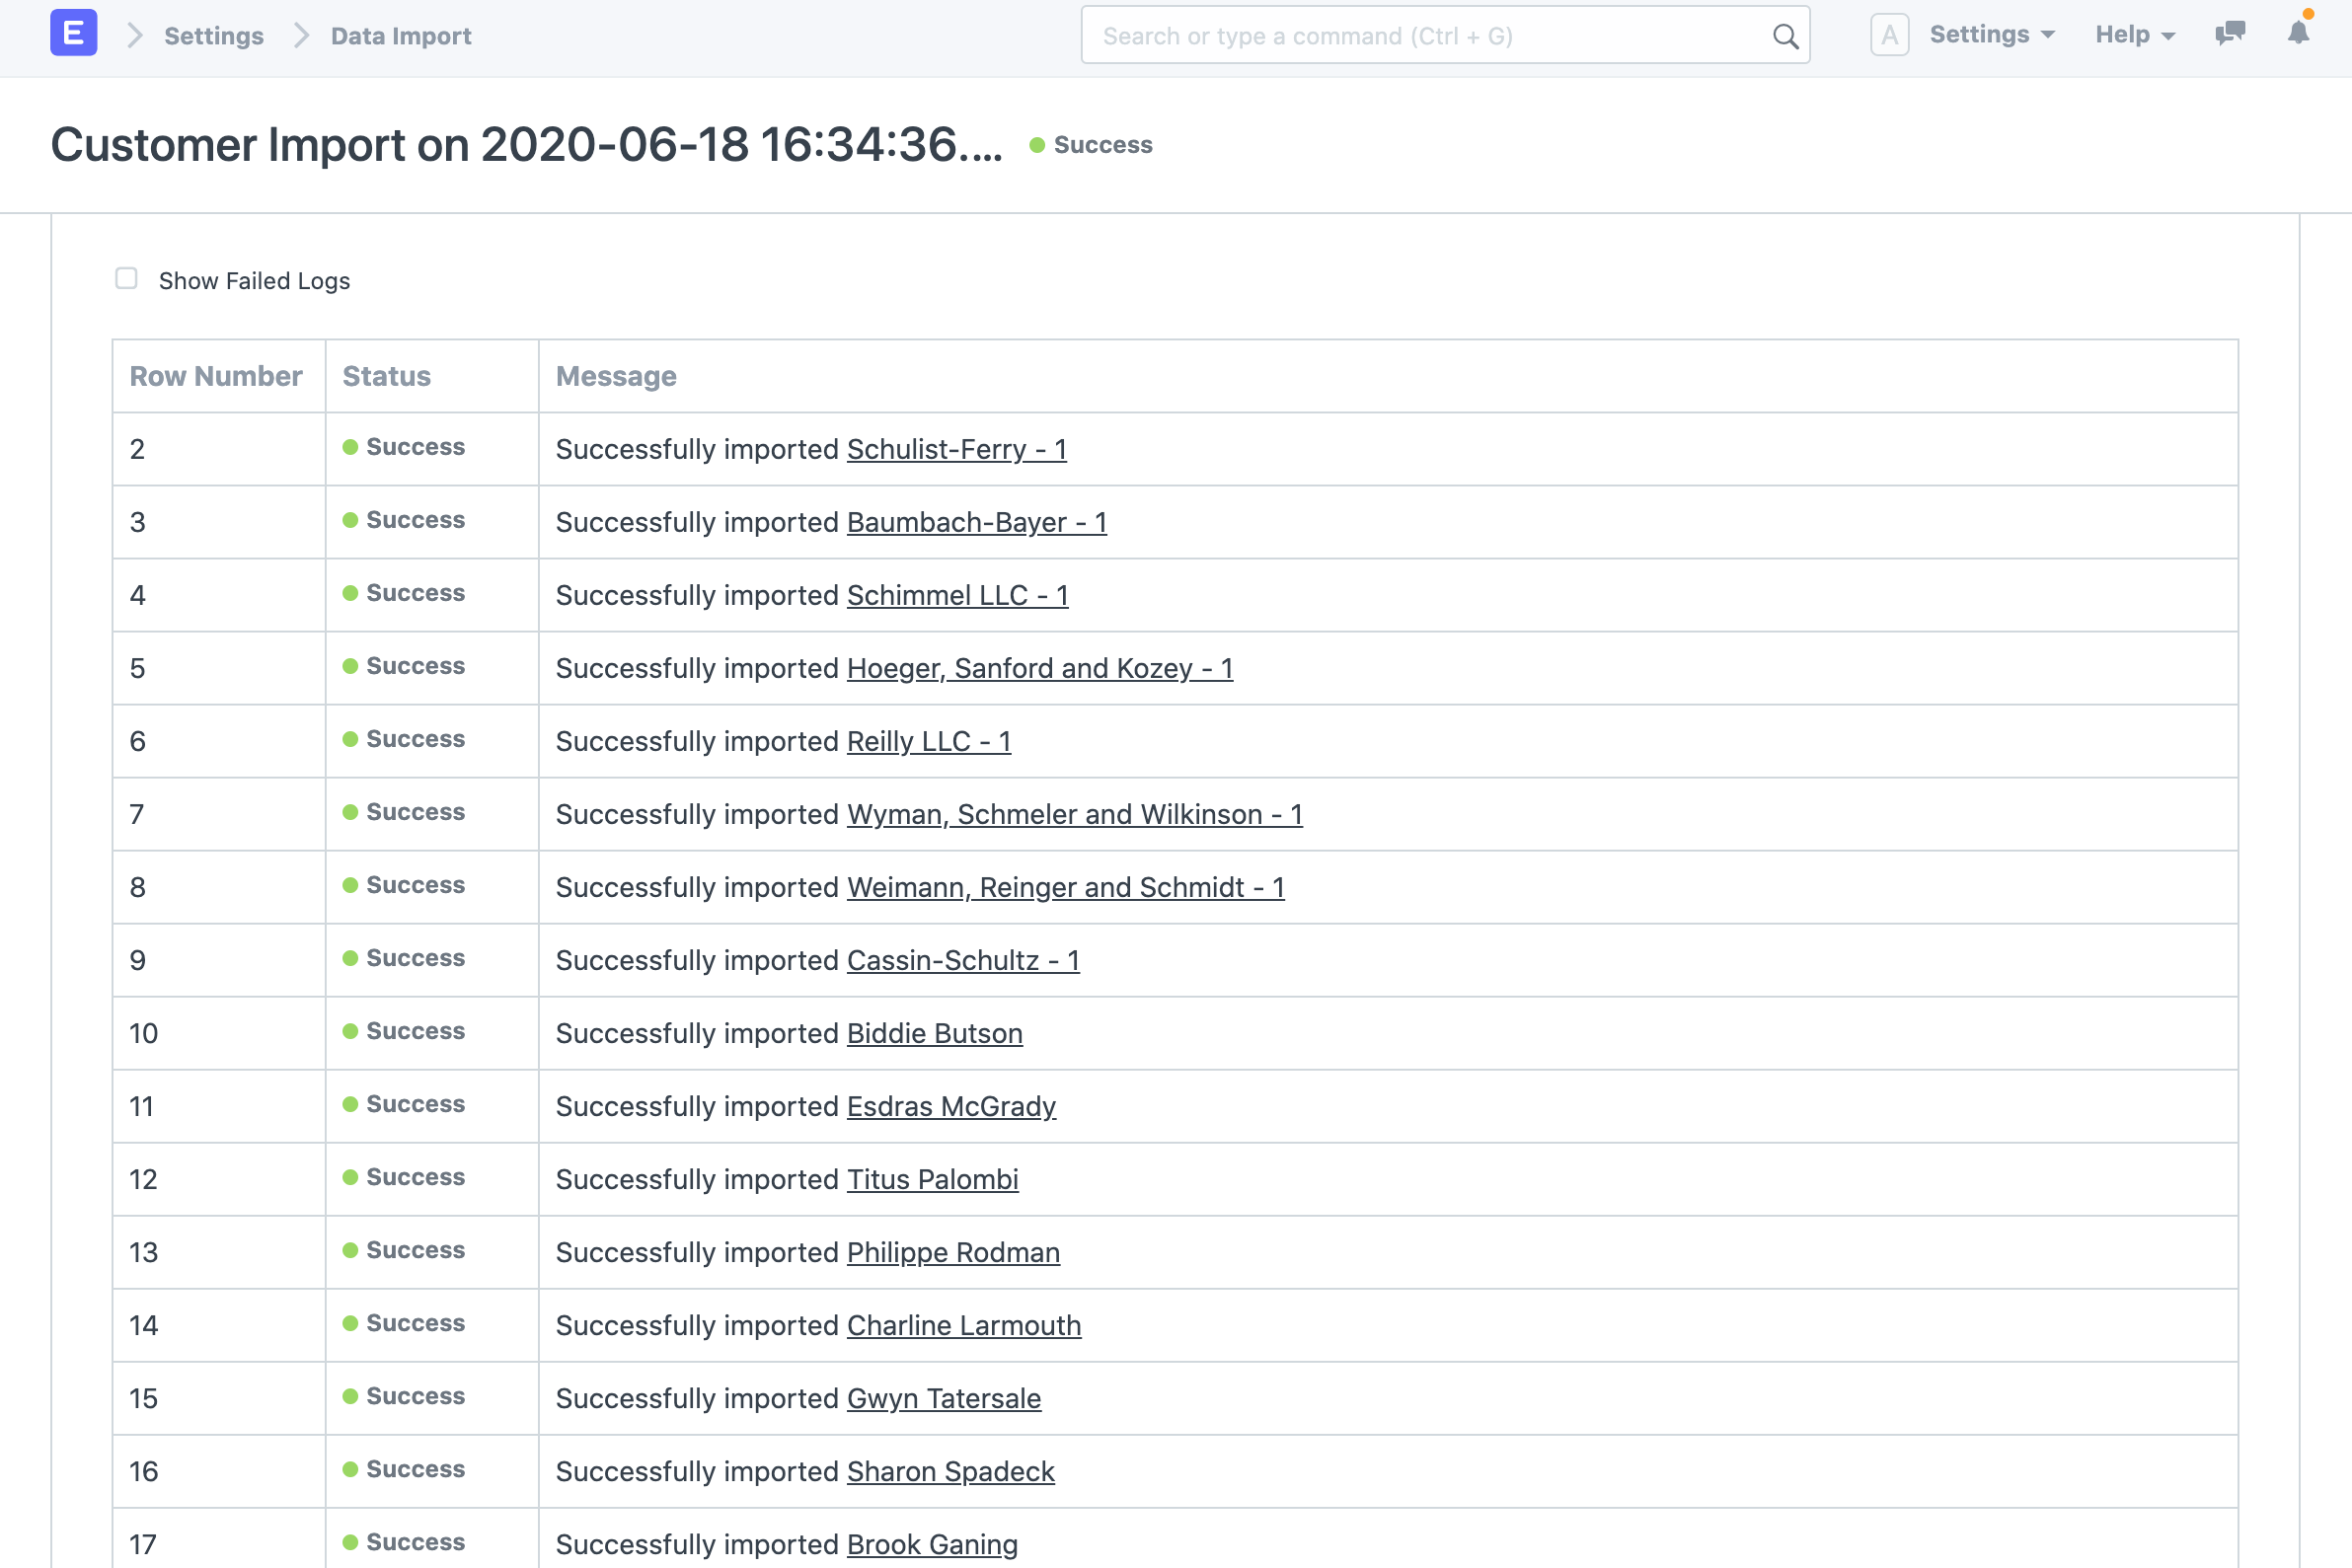 E Settings Data Import Search or type a command (Ctrl + G) A Settings Help
Customer Import on 2020-06-18 16:34:36.... Success
Show Failed Logs
Row Number Status Message
2 Success Successfully imported Schulist-Ferry - 1
3 Success Successfully imported Baumbach-Bayer - 1
4 Success Successfully imported Schimmel LLC - 1
5 Success Successfully imported Hoeger, Sanford and Kozey - 1
6 Success Successfully imported Reilly LLC - 1
7 Success Successfully imported Wyman, Schmeler and Wilkinson - 1
8 Success Successfully imported Weimann, Reinger and Schmidt - 1
9 Success Successfully imported Cassin-Schultz - 1
10 Success Successfully imported Biddie Butson
11 Success Successfully imported Esdras McGrady
12 Success Successfully imported Titus Palombi
13 Success Successfully imported Philippe Rodman
14 Success Successfully imported Charline Larmouth
15 Success Successfully imported Gwyn Tatersale
16 Success Successfully imported Sharon Spadeck
17 Success Successfully imported Brook Ganing